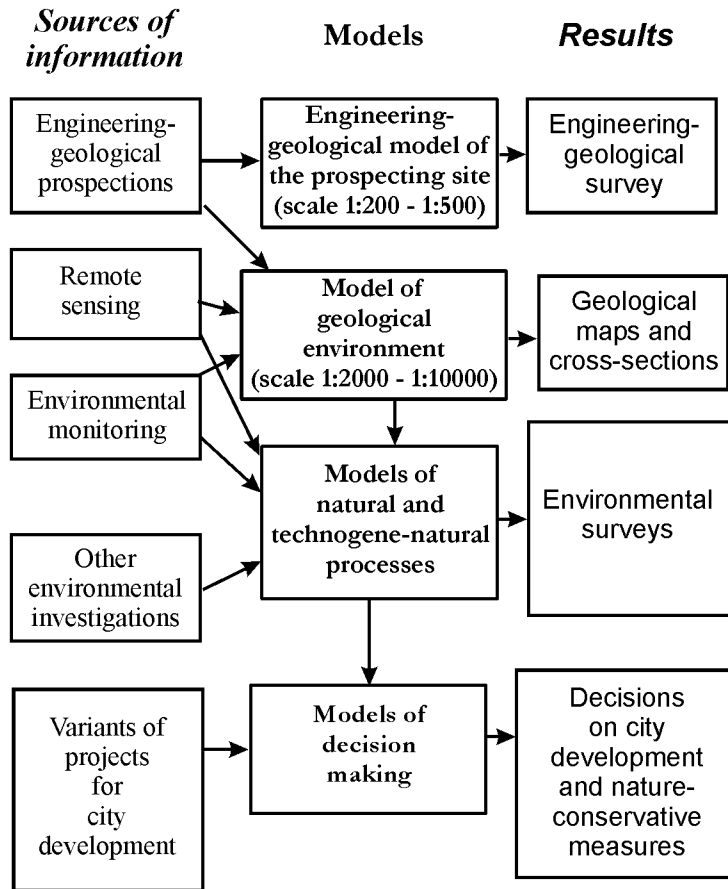 Sources of
information
Models
Results
Engineering-
geological
prospections
Engineering-
geological model of
the prospecting site
(scale 1:200 - 1:500)
Engineering-
geological
survey
Remote
sensing
Model of
geological
environment
(scale 1:2000 - 1:10000)
Geological
maps and
cross-sections
Environmental
monitoring
Models of
natural and
technogene-natural
processes
Environmental
surveys
Other
environmental
investigations
Variants of
projects
for
city
development
Models of
decision
making
Decisions
on city
development
and nature-
conservative
measures